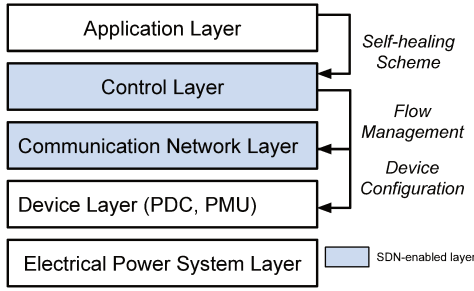 Application Layer
Self-healing
Scheme
Control Layer
Flow
Management
Communication Network Layer
Device
Configuration
Device Layer (PDC, PMU)
Electrical Power System Layer
SDN-enabled layer